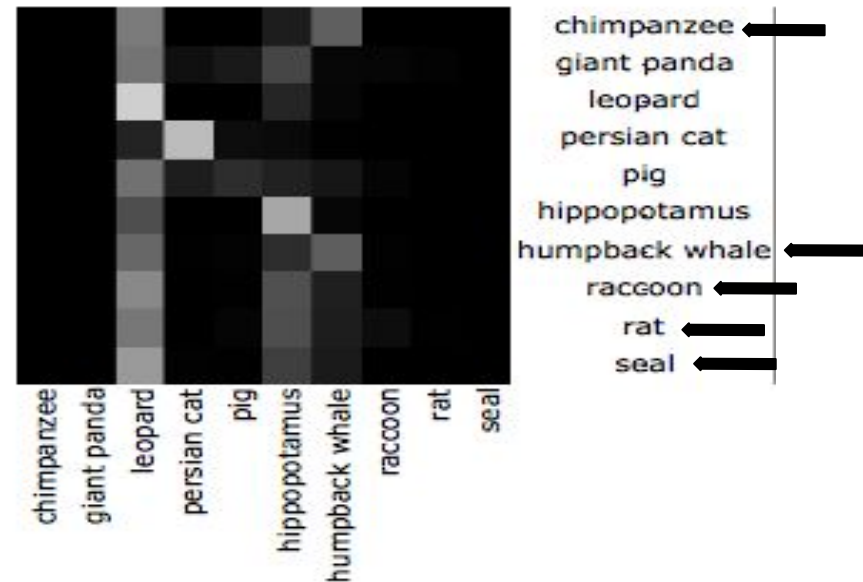 chimpanzee
giant panda
leopard
persian cat
pig
hippopotamus
humpback whale
raccoon
rat
seal
chimpanzee
giant panda
leopard
persian cat
pig
hippopotamus
humpback whale
raccoon
rat
seal